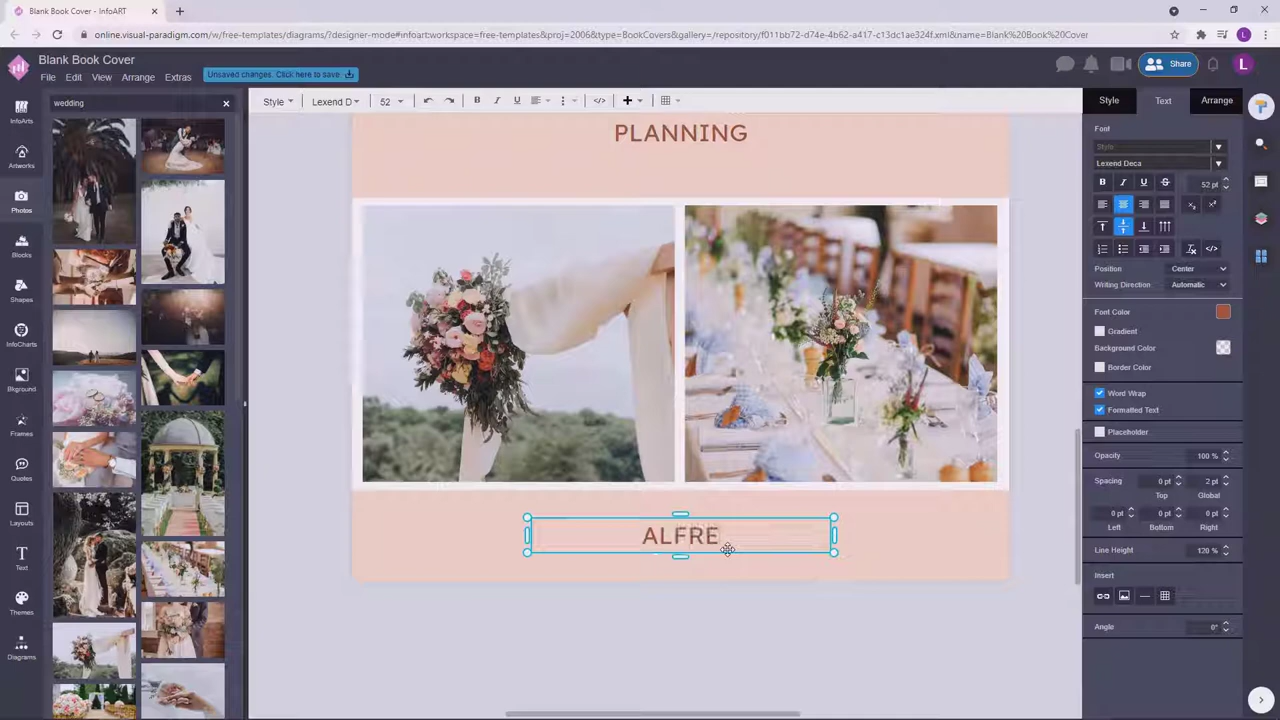 Blank Book Cover - InfoART
online.visual-paradigm.com/w/free-templates/diagrams/?designer-mode#infoart:workspace=free-templates&proj=2006&type=BookCovers&gallery=/repository/f011bb72-d74e-4b62-a417-c13dc1ae324f.xml&name=Blank%20Book%20Cover
L
Blank Book Cover
File Edit View Arrange Extras
Unsaved changes. Click here to save.
Share
L
wedding
Style Lexend D 52 B I U
Style Text Arrange
InfoArts
Artworks
Photos
Blocks
Shapes
InfoCharts
Bkground
Frames
Quotes
Layouts
Text
Themes
Diagrams
PLANNING
ALFRE
Font
Style
Lexend Deca
B I U S 52 pt
Position Center
Writing Direction Automatic
Font Color
Gradient
Background Color
Border Color
Word Wrap
Formatted Text
Placeholder
Opacity 100 %
Spacing 0 pt 2 pt
Top Global
0 pt 0 pt 0 pt
Left Bottom Right
Line Height 120 %
Insert
Angle 0°